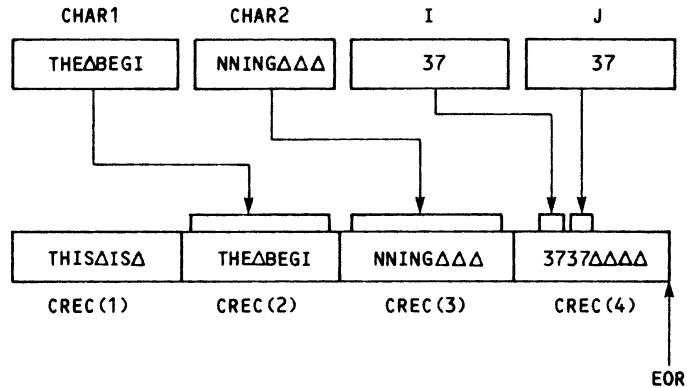 CHAR1 CHAR2 I J
THEΔBEGI NNINGΔΔΔ 37 37
THISΔISΔ THEΔBEGI NNINGΔΔΔ 3737ΔΔΔΔ
CREC(1) CREC(2) CREC(3) CREC(4)
EOR